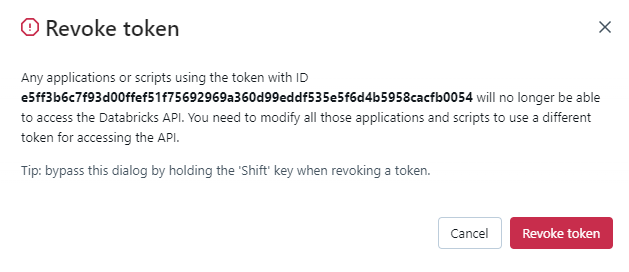 Revoke token
Any applications or scripts using the token with ID
e5ff3b6c7f93d00ffef51f75692969a360d99eddf535e5f6d4b5958cacfb0054 will no longer be able
to access the Databricks API. You need to modify all those applications and scripts to use a different
token for accessing the API.
Tip: bypass this dialog by holding the 'Shift' key when revoking a token.
Cancel
Revoke token